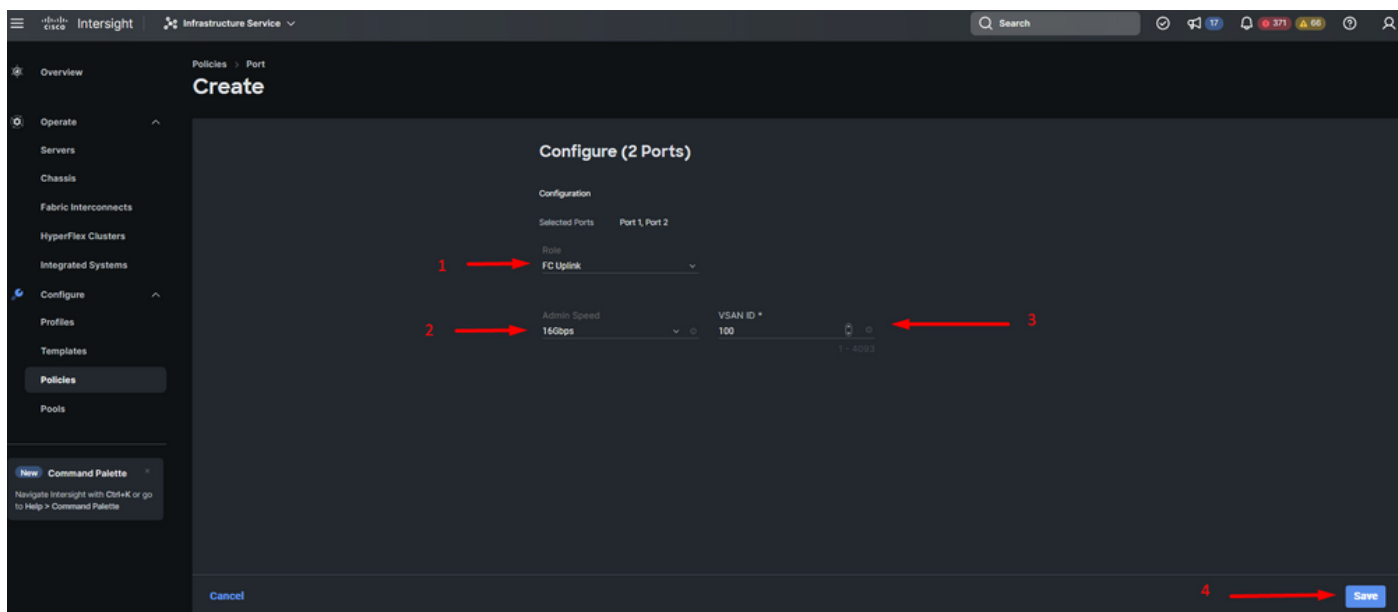 cisco Intersight Infrastructure Service Search 17 371 66
Overview
Policies > Port
Create
Operate
Servers
Chassis
Fabric Interconnects
HyperFlex Clusters
Integrated Systems
Configure
Profiles
Templates
Policies
Pools
New Command Palette
Navigate Intersight with Ctrl+K or go
to Help > Command Palette
Configure (2 Ports)
Configuration
Selected Ports Port 1, Port 2
Role
1 FC Uplink
Admin Speed VSAN ID *
2 16Gbps 100 3
1 - 4093
Cancel 4 Save